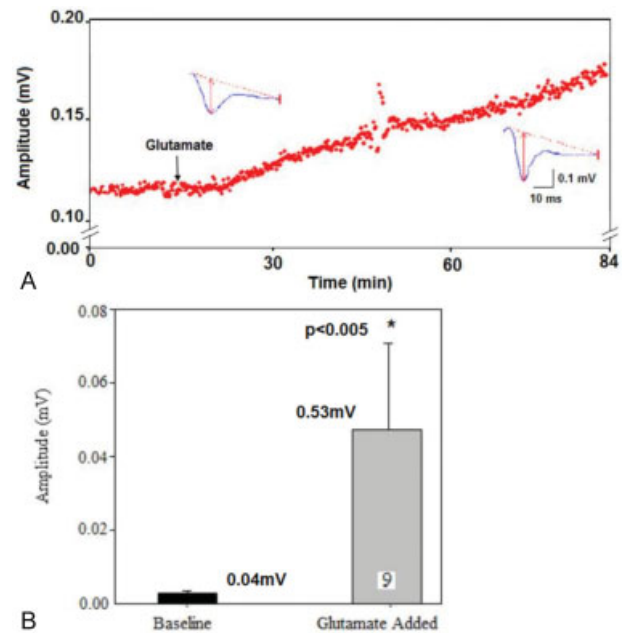 0.20
0.15
0.10
0.00
Amplitude (mV)
Glutamate
0.1 mV
10 ms
0 30 60 84
Time (min)
A
0.08
0.06
0.04
0.02
0.00
Amplitude (mV)
p<0.005 *
0.53mV
0.04mV
9
Baseline Glutamate Added
B